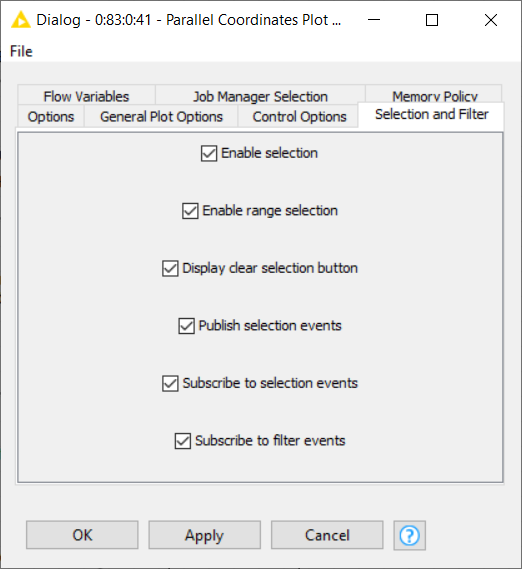 Dialog - 0:83:0:41 - Parallel Coordinates Plot ...
File
Flow Variables Job Manager Selection Memory Policy
Options General Plot Options Control Options Selection and Filter
Enable selection
Enable range selection
Display clear selection button
Publish selection events
Subscribe to selection events
Subscribe to filter events
OK Apply Cancel ?